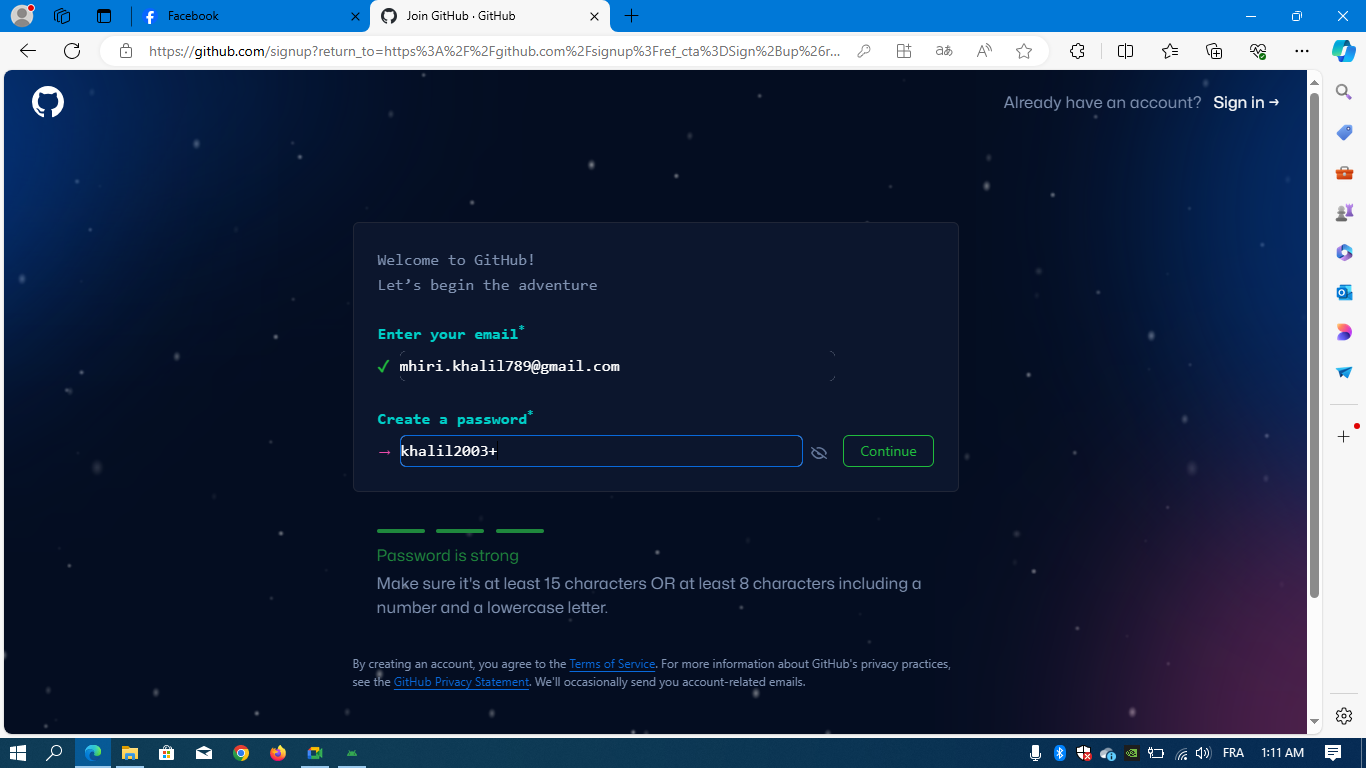 Facebook
Join GitHub · GitHub
https://github.com/signup?return_to=https%3A%2F%2Fgithub.com%2Fsignup%3Fref_cta%3DSign%2Bup%26r...
Already have an account? Sign in →
Welcome to GitHub!
Let's begin the adventure
Enter your email*
✓ mhiri.khalil789@gmail.com
Create a password*
→ khalil2003+
Continue
Password is strong
Make sure it's at least 15 characters OR at least 8 characters including a
number and a lowercase letter.
By creating an account, you agree to the Terms of Service. For more information about GitHub's privacy practices,
see the GitHub Privacy Statement. We'll occasionally send you account-related emails.
FRA 1:11 AM